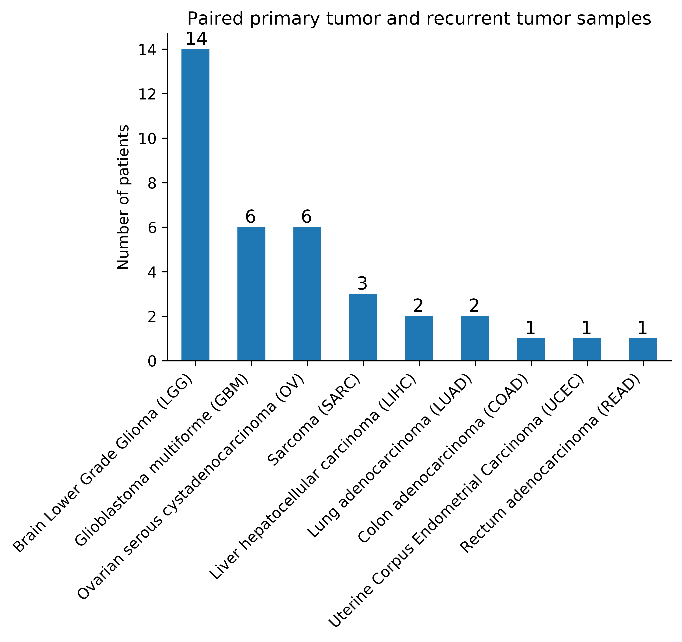 Paired primary tumor and recurrent tumor samples
Number of patients
14
12
10
8
6
4
2
0
14
6
6
3
2
2
1
1
1
Brain Lower Grade Glioma (LGG)
Glioblastoma multiforme (GBM)
Ovarian serous cystadenocarcinoma (OV)
Sarcoma (SARC)
Liver hepatocellular carcinoma (LIHC)
Lung adenocarcinoma (LUAD)
Colon adenocarcinoma (COAD)
Uterine Corpus Endometrial Carcinoma (UCEC)
Rectum adenocarcinoma (READ)